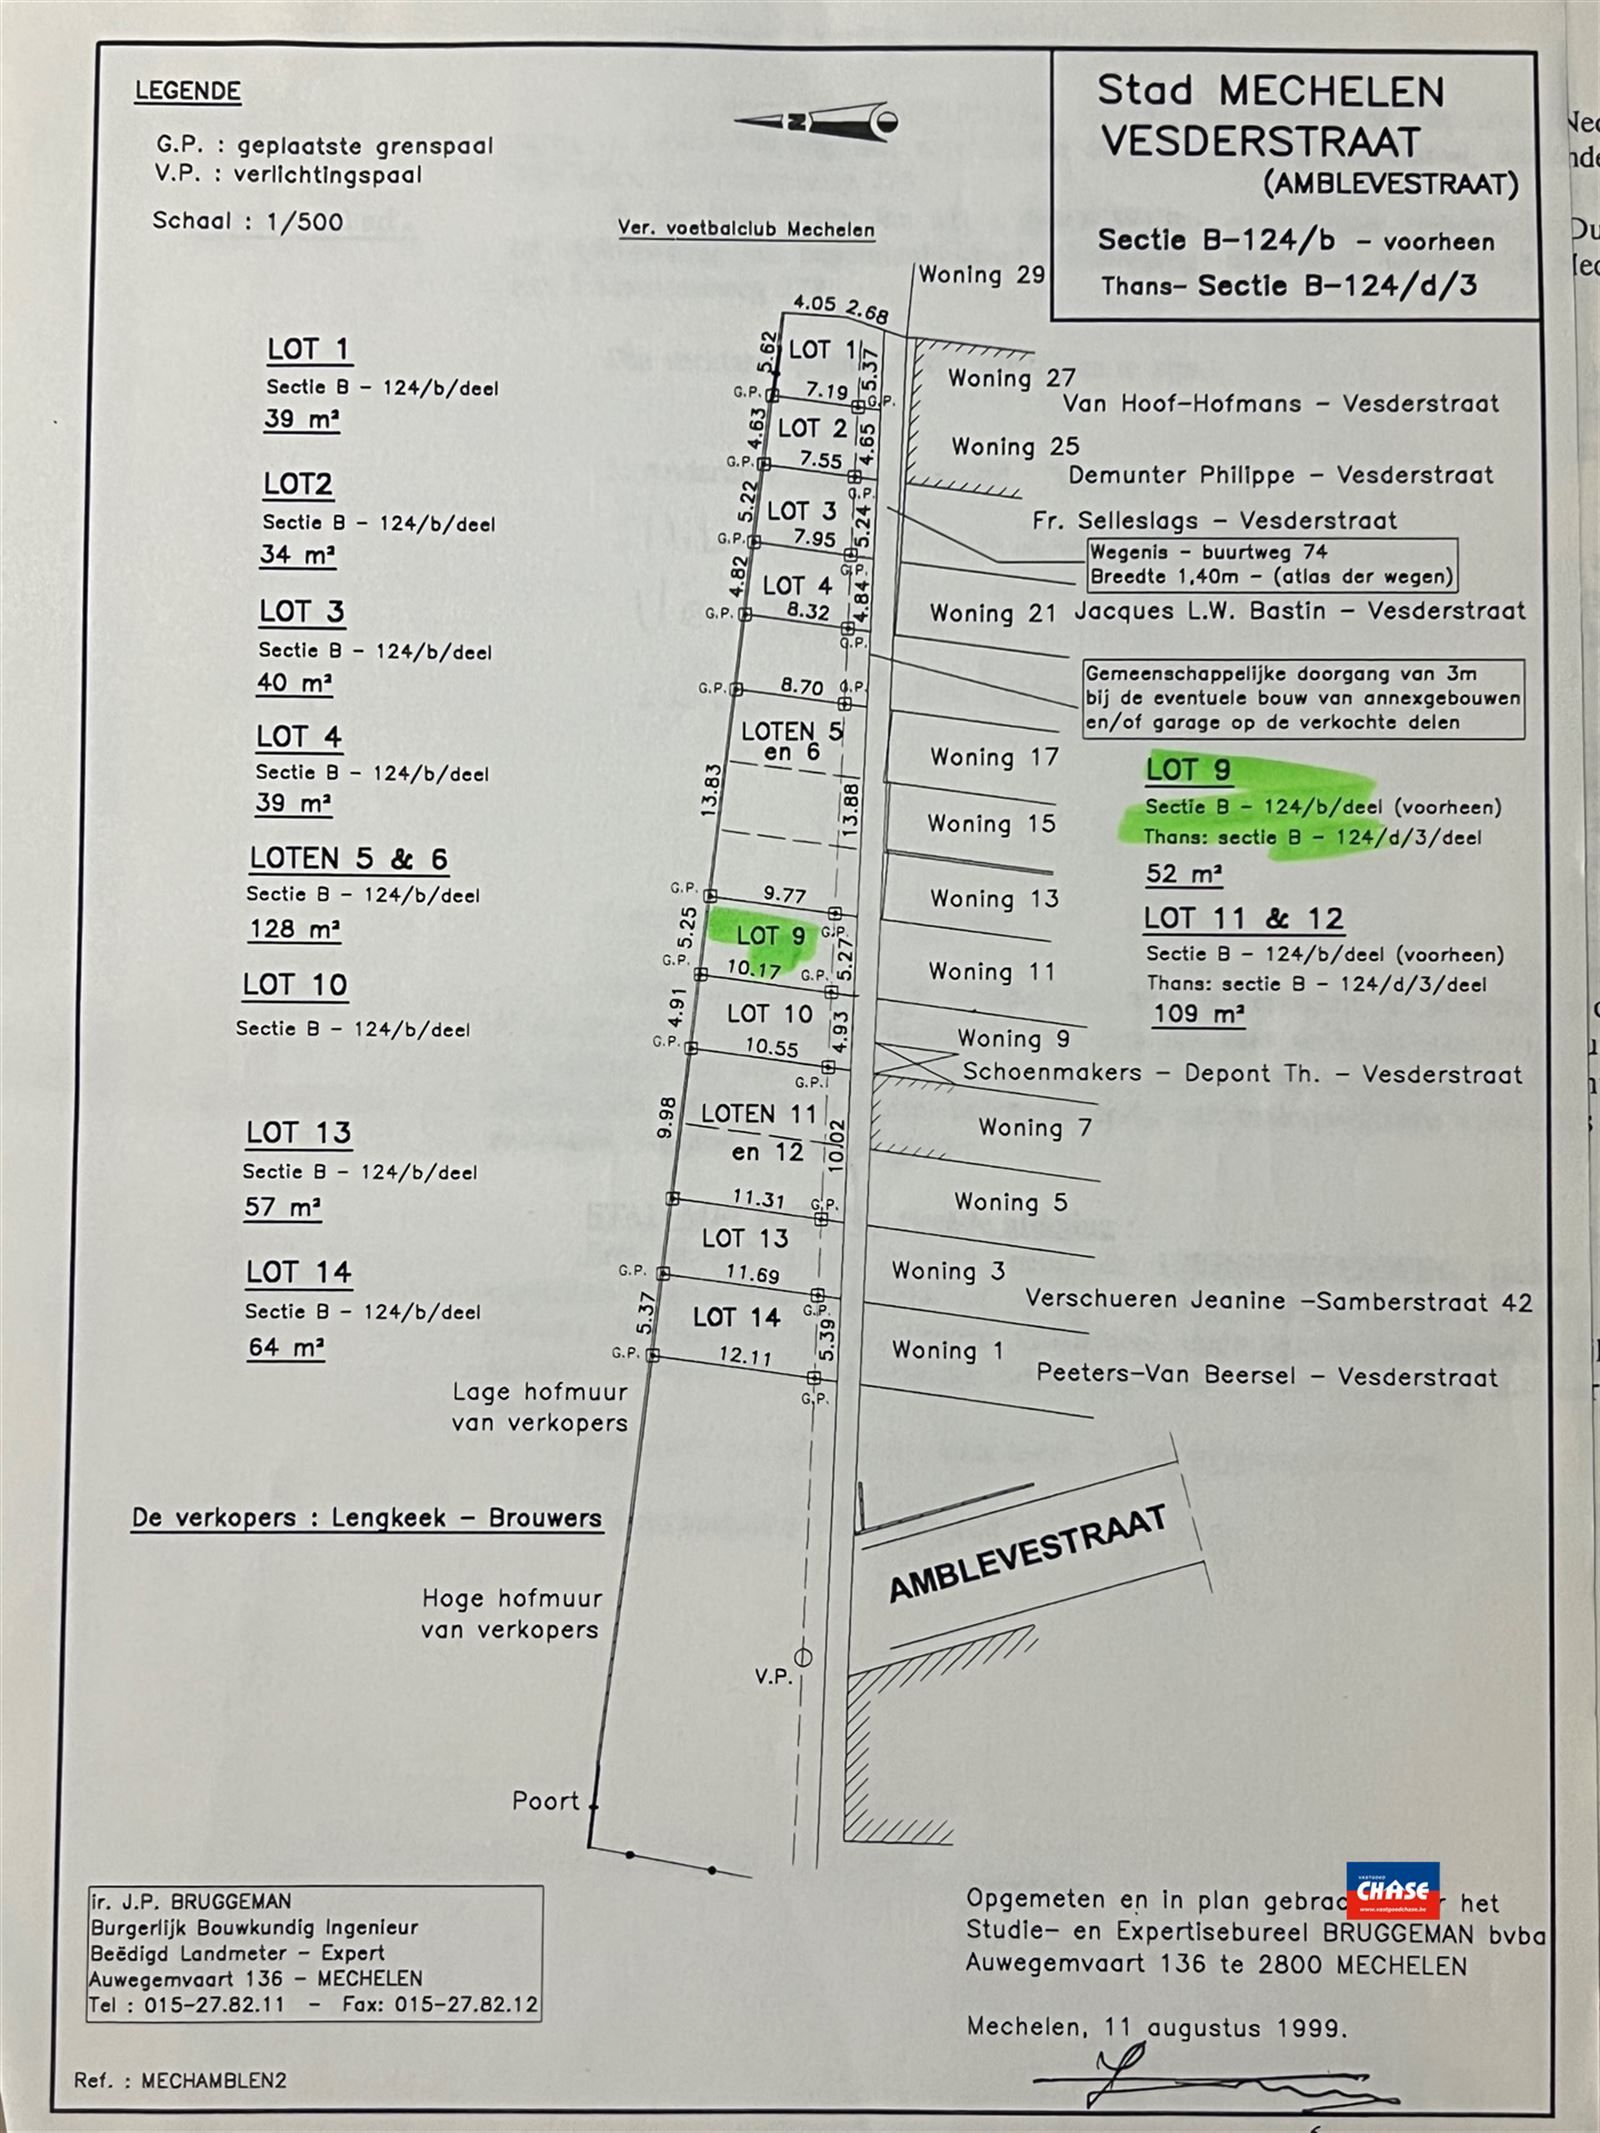 LEGENDE
G.P. : geplaatste grenspaal
V.P. : verlichtingspaal
Schaal : 1/500
N
Stad MECHELEN
VESDERSTRAAT
(AMBLEVESTRAAT)
Sectie B-124/b - voorheen
Thans- Sectie B-124/d/3
Ver. voetbalclub Mechelen
LOT 1
Sectie B - 124/b/deel
39 m²
LOT2
Sectie B - 124/b/deel
34 m²
LOT 3
Sectie B - 124/b/deel
40 m²
LOT 4
Sectie B - 124/b/deel
39 m²
LOTEN 5 & 6
Sectie B - 124/b/deel
128 m²
LOT 10
Sectie B - 124/b/deel
LOT 13
Sectie B - 124/b/deel
57 m²
LOT 14
Sectie B - 124/b/deel
64 m²
Woning 29
4.05 2.68
5.62
LOT 1
5.37
G.P. 7.19 G.P.
4.63
LOT 2
4.65
G.P. 7.55
G.P.
5.22
LOT 3
5.24
G.P. 7.95
G.P.
4.82
LOT 4
4.84
G.P. 8.32
G.P.
G.P. 8.70 G.P.
LOTEN 5
en 6
13.83
13.88
G.P. 9.77
5.25
LOT 9 G.P.
5.27
G.P. 10.17 G.P.
4.91
LOT 10
4.93
G.P. 10.55
G.P.
9.98
LOTEN 11
en 12
10.02
11.31 G.P.
LOT 13
G.P. 11.69
G.P.
5.37
LOT 14
5.39
G.P. 12.11
G.P.
Woning 27
Van Hoof-Hofmans - Vesderstraat
Woning 25
Demunter Philippe - Vesderstraat
Fr. Selleslags - Vesderstraat
Wegenis - buurtweg 74
Breedte 1,40m - (atlas der wegen)
Woning 21 Jacques L.W. Bastin - Vesderstraat
Gemeenschappelijke doorgang van 3m
bij de eventuele bouw van annexgebouwen
en/of garage op de verkochte delen
Woning 17
Woning 15
Woning 13
Woning 11
Woning 9
Schoenmakers - Depont Th. - Vesderstraat
Woning 7
Woning 5
Woning 3
Verschueren Jeanine -Samberstraat 42
Woning 1
Peeters-Van Beersel - Vesderstraat
LOT 9
Sectie B - 124/b/deel (voorheen)
Thans: sectie B - 124/d/3/deel
52 m²
LOT 11 & 12
Sectie B - 124/b/deel (voorheen)
Thans: sectie B - 124/d/3/deel
109 m²
Lage hofmuur
van verkopers
De verkopers : Lengkeek - Brouwers
AMBLEVESTRAAT
Hoge hofmuur
van verkopers
V.P.
Poort
ir. J.P. BRUGGEMAN
Burgerlijk Bouwkundig Ingenieur
Beëdigd Landmeter - Expert
Auwegemvaart 136 - MECHELEN
Tel : 015-27.82.11 - Fax: 015-27.82.12
Ref. : MECHAMBLEN2
Opgemeten en in plan gebrac r het
Studie- en Expertisebureel BRUGGEMAN bvba
Auwegemvaart 136 te 2800 MECHELEN
Mechelen, 11 augustus 1999.
VASTGOED
CHASE
www.vastgoedchase.be